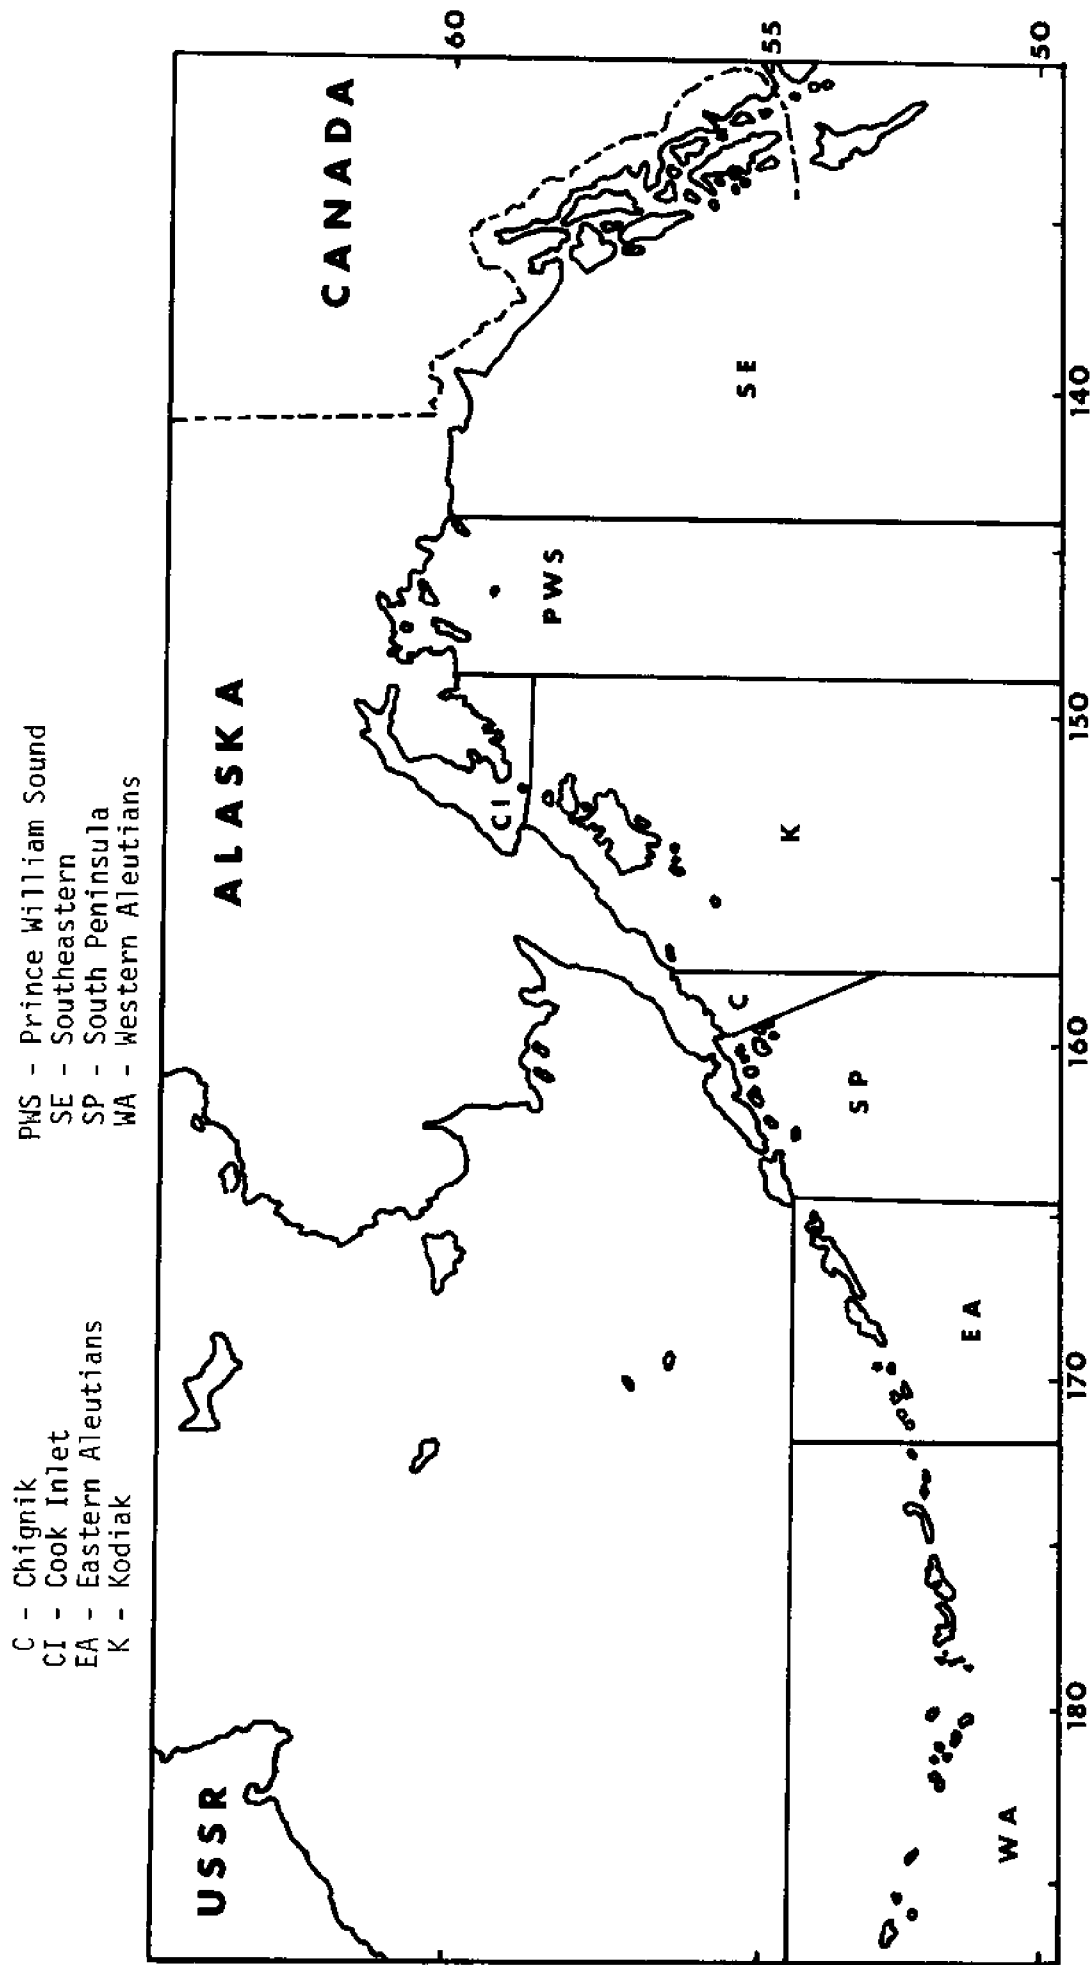 C - Chignik
CI - Cook Inlet
EA - Eastern Aleutians
K - Kodiak
PWS - Prince William Sound
SE - Southeastern
SP - South Peninsula
WA - Western Aleutians
USSR
ALASKA
CANADA
60
55
50
CI
PWS
SE
K
C
SP
EA
WA
180
170
160
150
140